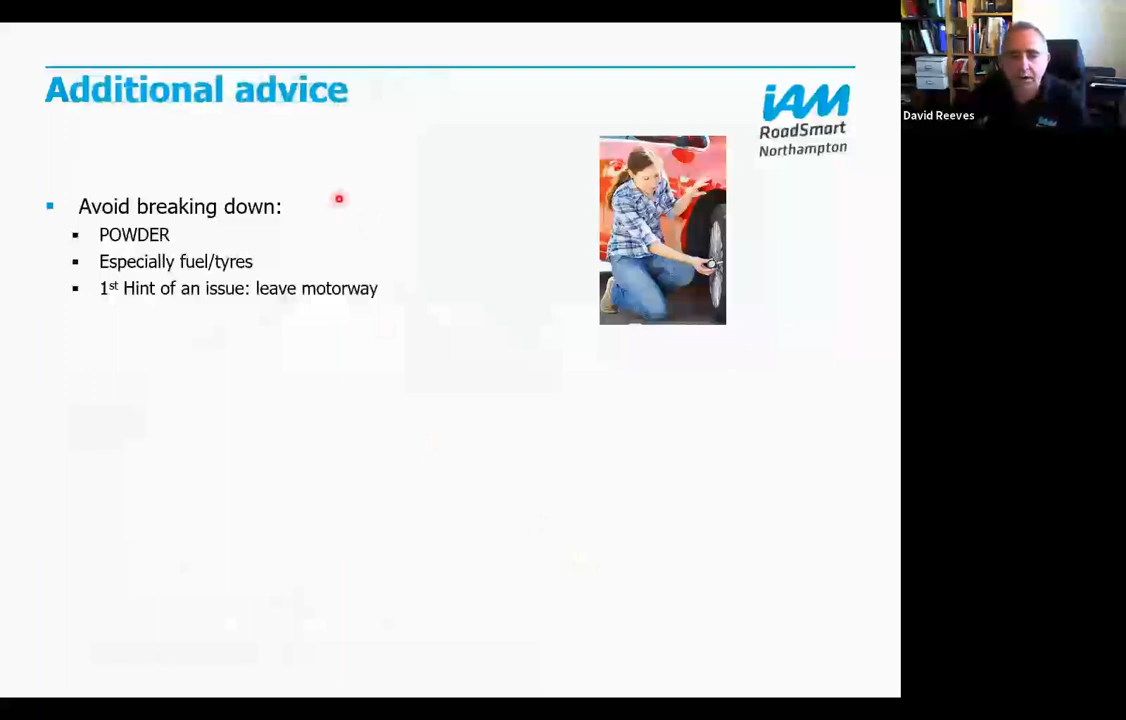 Additional advice
iAM
RoadSmart
Northampton
David Reeves
Avoid breaking down:
POWDER
Especially fuel/tyres
1st Hint of an issue: leave motorway